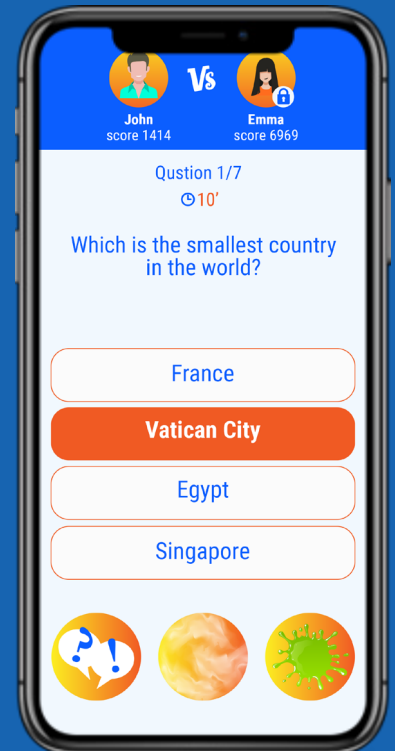 Vs
John
Emma
score 1414
score 6969
Qustion 1/7
10'
Which is the smallest country
in the world?
France
Vatican City
Egypt
Singapore
? !